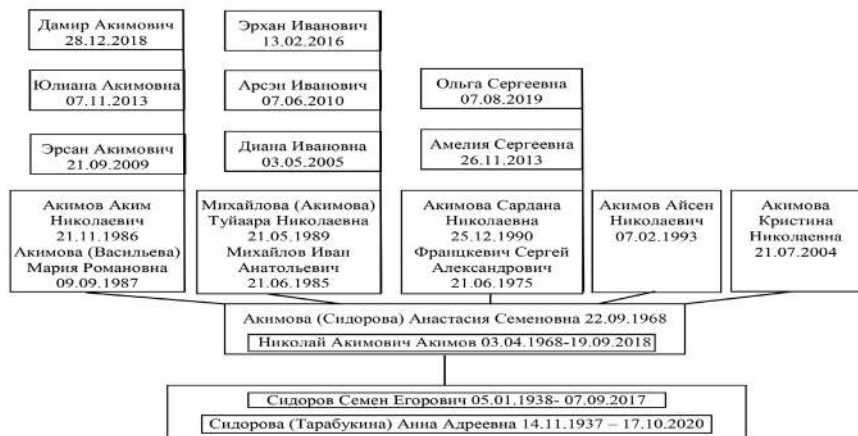 Дамир Акимович
28.12.2018
Эрхан Иванович
13.02.2016
Юлиана Акимовна
07.11.2013
Арсэн Иванович
07.06.2010
Ольга Сергеевна
07.08.2019
Эрсан Акимович
21.09.2009
Диана Ивановна
03.05.2005
Амелия Сергеевна
26.11.2013
Акимов Аким
Николаевич
21.11.1986
Акимова (Васильева)
Мария Романовна
09.09.1987
Михайлова (Акимова)
Туйаара Николаевна
21.05.1989
Михайлов Иван
Анатольевич
21.06.1985
Акимова Сардана
Николаевна
25.12.1990
Францкевич Сергей
Александрович
21.06.1975
Акимов Айсен
Николаевич
07.02.1993
Акимова
Кристина
Николаевна
21.07.2004
Акимова (Сидорова) Анастасия Семеновна 22.09.1968
Николай Акимович Акимов 03.04.1968-19.09.2018
Сидоров Семен Егорович 05.01.1938- 07.09.2017
Сидорова (Тарабукина) Анна Адреевна 14.11.1937 – 17.10.2020